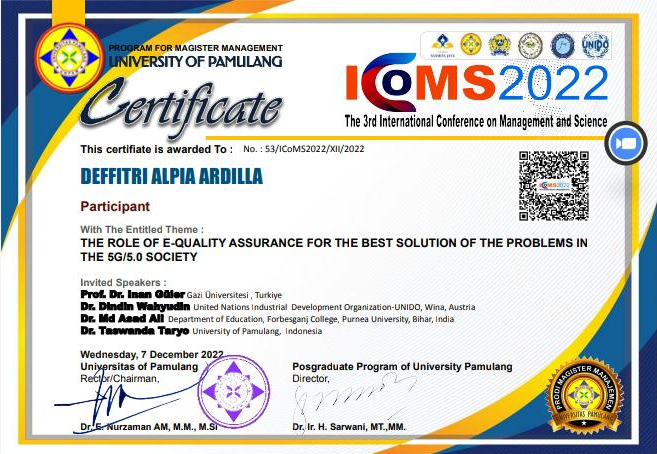 PROGRAM FOR MAGISTER MANAGEMENT
UNIVERSITY OF PAMULANG
UNIDO
Certificate
ICoMS2022
The 3rd International Conference on Management and Science
This certifiate is awarded To :
No. : 53/ICoMS2022/XII/2022
DEFFITRI ALPIA ARDILLA
ICoMS2022
Participant
With The Entitled Theme :
THE ROLE OF E-QUALITY ASSURANCE FOR THE BEST SOLUTION OF THE PROBLEMS IN
THE 5G/5.0 SOCIETY
Invited Speakers :
Prof. Dr. Inan Güler Gazi Üniversitesi , Turkiye
Dr. Dindin Wahyudin United Nations Industrial Development Organization-UNIDO, Wina, Austria
Dr. Md Asad Ali Department of Education, Forbesganj College, Purnea University, Bihar, India
Dr. Taswanda Taryo University of Pamulang, Indonesia
Wednesday, 7 December 2022
Universitas of Pamulang
Rector/Chairman,
Posgraduate Program of University Pamulang
Director,
Dr. E. Nurzaman AM, M.M., M.Si
Dr. Ir. H. Sarwani, MT.,MM.
PRODI MAGISTER MANAJEMEN
UNIVERSITAS PAMULANG